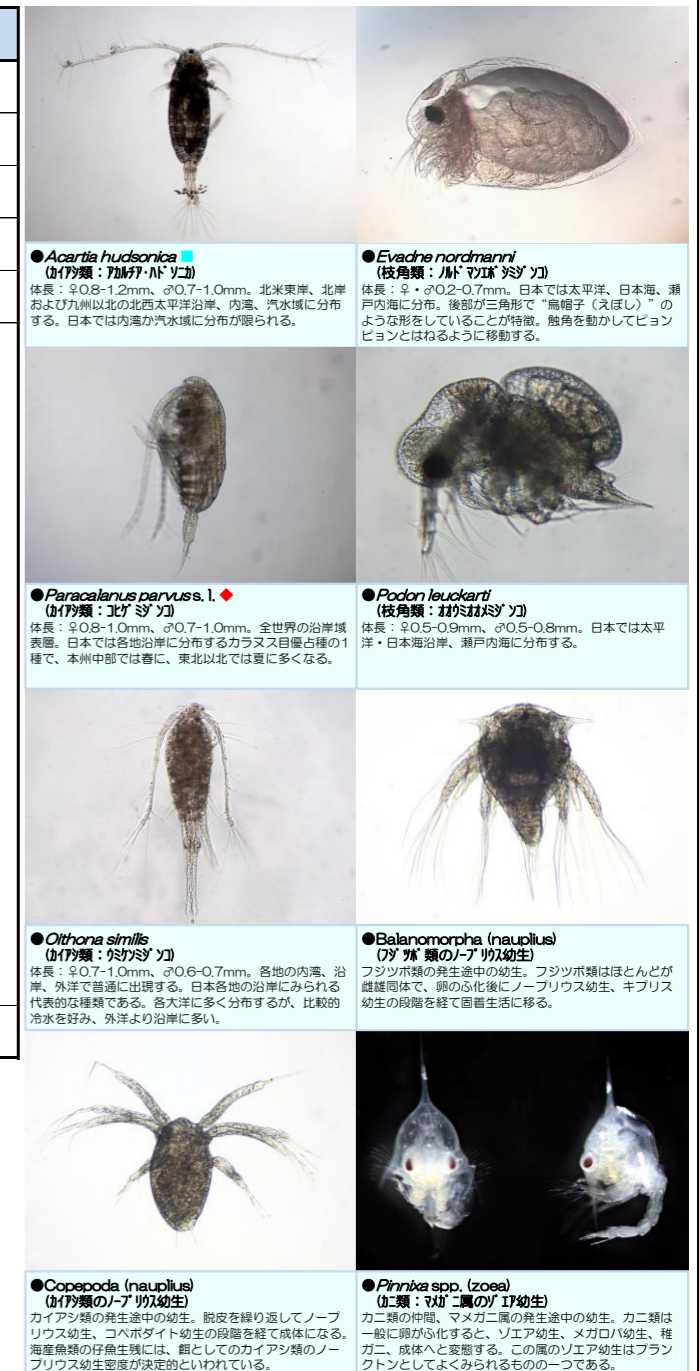 ●Acartia hudsonica ■
(カイアシ類：アカルチア・ハドソニカ)
体長：♀0.8-1.2mm、♂0.7-1.0mm。北米東岸、北岸
および九州以北の北西太平洋沿岸、内湾、汽水域に分布
する。日本では内湾か汽水域に分布が限られる。
●Evadne nordmanni
(枝角類：ノルドマンエボシミジンコ)
体長：♀・♂0.2-0.7mm。日本では太平洋、日本海、瀬
戸内海に分布。後部が三角形で“烏帽子（えぼし）”の
ような形をしていることが特徴。触角を動かしてピョン
ピョンとはねるように移動する。
●Paracalanus parvus s. l. ◆
(カイアシ類：コヒゲミジンコ)
体長：♀0.8-1.0mm、♂0.7-1.0mm。全世界の沿岸域
表層。日本では各地沿岸に分布するカラヌス目優占種の1
種で、本州中部では春に、東北以北では夏に多くなる。
●Podon leuckarti
(枝角類：オオウミオオメミジンコ)
体長：♀0.5-0.9mm、♂0.5-0.8mm。日本では太平
洋・日本海沿岸、瀬戸内海に分布する。
●Oithona similis
(カイアシ類：ウミケンミジンコ)
体長：♀0.7-1.0mm、♂0.6-0.7mm。各地の内湾、沿
岸、外洋で普通に出現する。日本各地の沿岸にみられる
代表的な種類である。各大洋に多く分布するが、比較的
冷水を好み、外洋より沿岸に多い。
●Balanomorpha (nauplius)
(フジツボ類のノープリウス幼生)
フジツボ類の発生途中の幼生。フジツボ類はほとんどが
雌雄同体で、卵のふ化後にノープリウス幼生、キプリス
幼生の段階を経て固着生活に移る。
●Copepoda (nauplius)
(カイアシ類のノープリウス幼生)
カイアシ類の発生途中の幼生。脱皮を繰り返してノープ
リウス幼生、コペポダイト幼生の段階を経て成体になる。
海産魚類の仔魚生残には、餌としてのカイアシ類のノー
プリウス幼生密度が決定的といわれている。
●Pinnixa spp. (zoea)
(カニ類：マメガニ属のゾエア幼生)
カニ類の仲間、マメガニ属の発生途中の幼生。カニ類は
一般に卵がふ化すると、ゾエア幼生、メガロパ幼生、稚
ガニ、成体へと変態する。この属のゾエア幼生はプラン
クトンとしてよくみられるものの一つである。